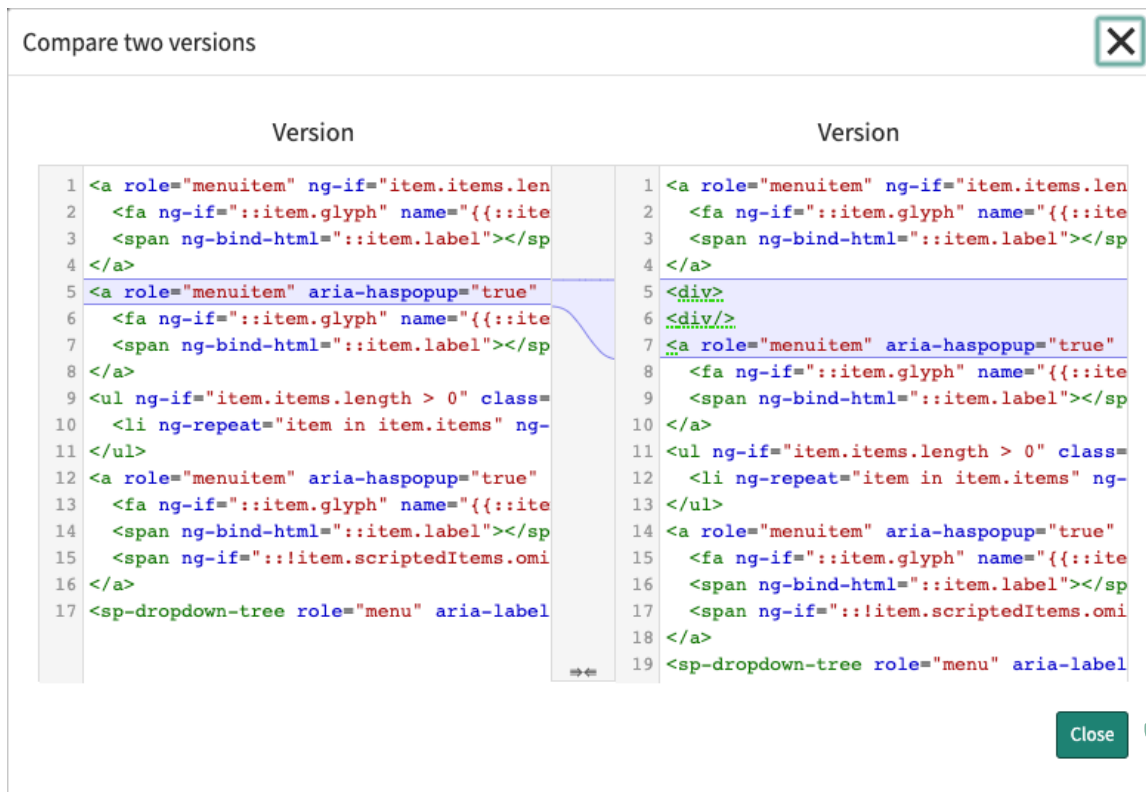 Compare two versions
Version
1 <a role="menuitem" ng-if="item.items.len
2   <fa ng-if="::item.glyph" name="{{::ite
3   <span ng-bind-html="::item.label"></sp
4 </a>
5 <a role="menuitem" aria-haspopup="true"
6   <fa ng-if="::item.glyph" name="{{::ite
7   <span ng-bind-html="::item.label"></sp
8 </a>
9 <ul ng-if="item.items.length > 0" class=
10   <li ng-repeat="item in item.items" ng-
11 </ul>
12 <a role="menuitem" aria-haspopup="true"
13   <fa ng-if="::item.glyph" name="{{::ite
14   <span ng-bind-html="::item.label"></sp
15   <span ng-if="::!item.scriptedItems.omi
16 </a>
17 <sp-dropdown-tree role="menu" aria-label
Version
1 <a role="menuitem" ng-if="item.items.len
2   <fa ng-if="::item.glyph" name="{{::ite
3   <span ng-bind-html="::item.label"></sp
4 </a>
5 <div>
6 <div/>
7 <a role="menuitem" aria-haspopup="true"
8   <fa ng-if="::item.glyph" name="{{::ite
9   <span ng-bind-html="::item.label"></sp
10 </a>
11 <ul ng-if="item.items.length > 0" class=
12   <li ng-repeat="item in item.items" ng-
13 </ul>
14 <a role="menuitem" aria-haspopup="true"
15   <fa ng-if="::item.glyph" name="{{::ite
16   <span ng-bind-html="::item.label"></sp
17   <span ng-if="::!item.scriptedItems.omi
18 </a>
19 <sp-dropdown-tree role="menu" aria-label
Close